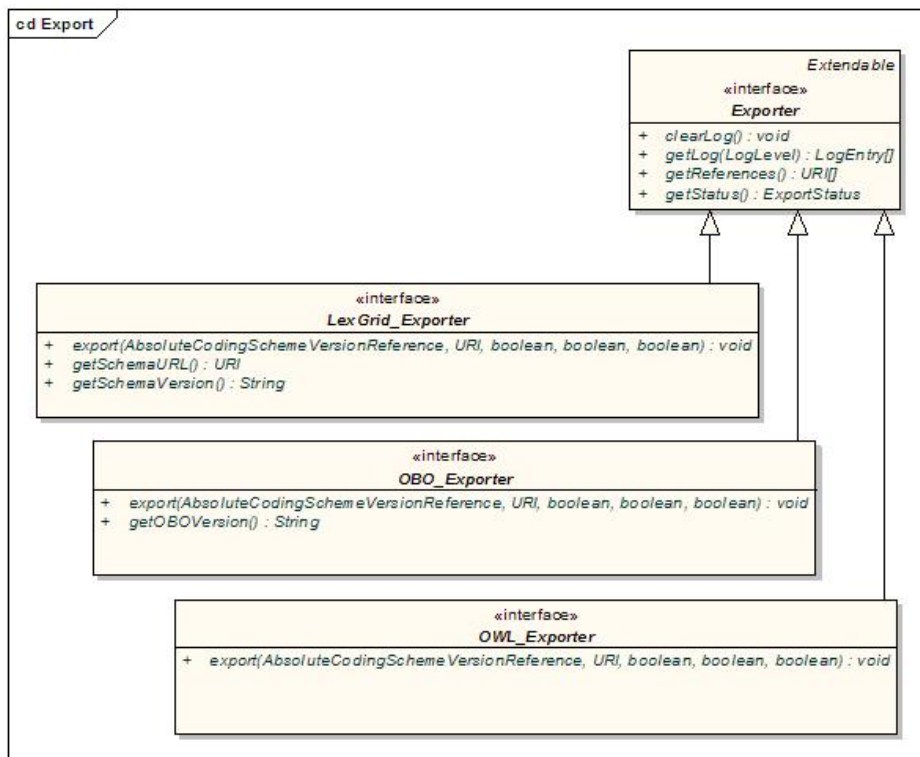 cd Export
Extendable
«interface»
Exporter
+ clearLog() : void
+ getLog(LogLevel) : LogEntry[]
+ getReferences() : URI[]
+ getStatus() : ExportStatus
«interface»
LexGrid_Exporter
+ export(AbsoluteCodingSchemeVersionReference, URI, boolean, boolean, boolean) : void
+ getSchemaURL() : URI
+ getSchemaVersion() : String
«interface»
OBO_Exporter
+ export(AbsoluteCodingSchemeVersionReference, URI, boolean, boolean, boolean) : void
+ getOBOVersion() : String
«interface»
OWL_Exporter
+ export(AbsoluteCodingSchemeVersionReference, URI, boolean, boolean, boolean) : void